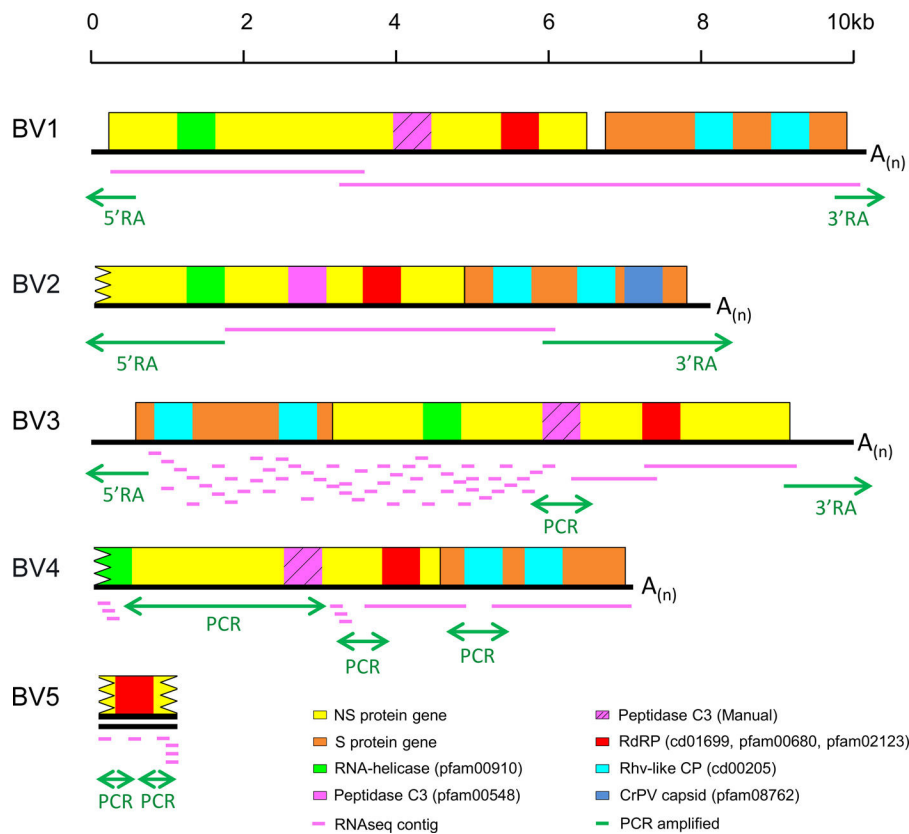 0 2 4 6 8 10kb
BV1
A(n)
5'RA 3'RA
BV2
A(n)
5'RA 3'RA
BV3
A(n)
5'RA PCR 3'RA
BV4
A(n)
PCR
PCR PCR
BV5
PCR PCR
NS protein gene
S protein gene
RNA-helicase (pfam00910)
Peptidase C3 (pfam00548)
RNAseq contig
Peptidase C3 (Manual)
RdRP (cd01699, pfam00680, pfam02123)
Rhv-like CP (cd00205)
CrPV capsid (pfam08762)
PCR amplified